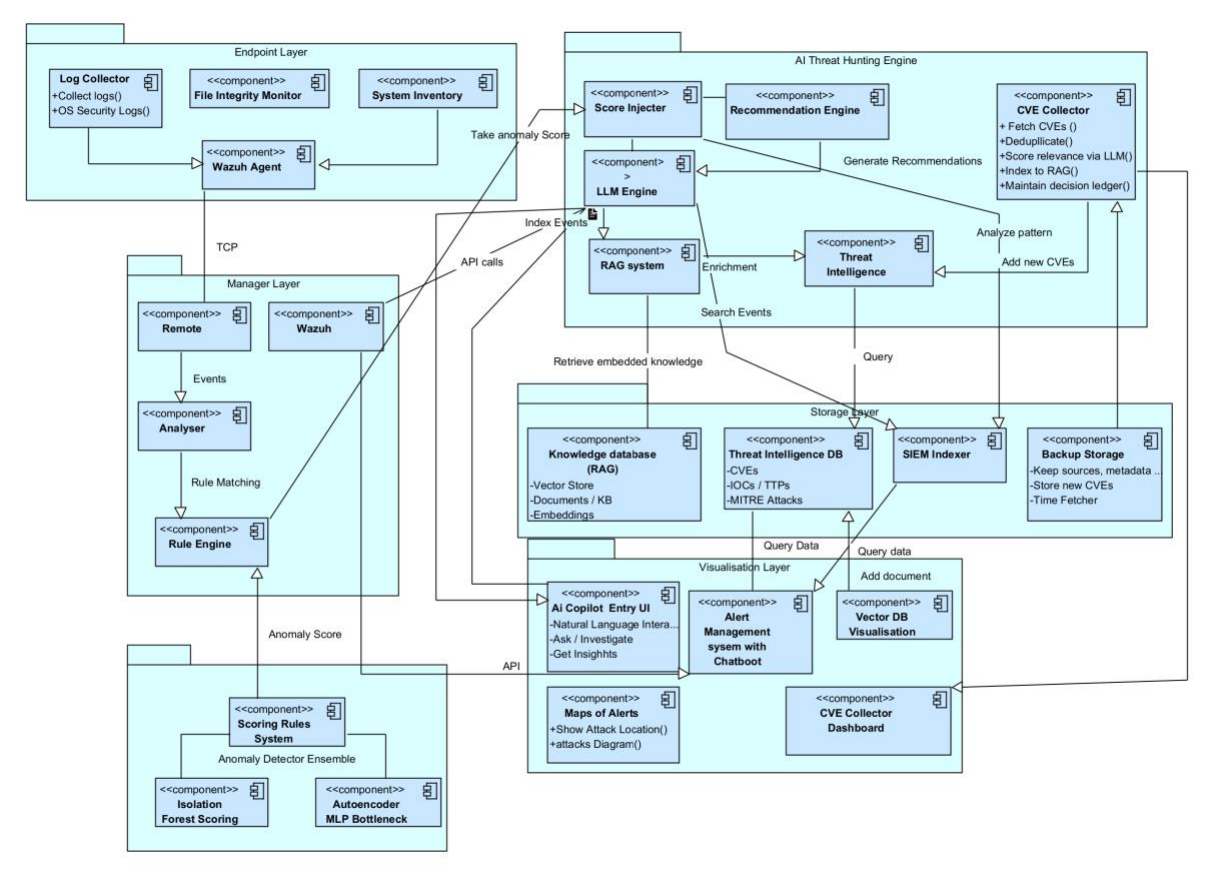 Endpoint Layer
Log Collector
+Collect logs()
+OS Security Logs()
<<component>>
File Integrity Monitor
<<component>>
System Inventory
<<component>>
Wazuh Agent
TCP
Manager Layer
<<component>>
Remote
<<component>>
Wazuh
Events
<<component>>
Analyser
Rule Matching
<<component>>
Rule Engine
Anomaly Score
<<component>>
Scoring Rules
System
Anomaly Detector Ensemble
<<component>>
Isolation
Forest Scoring
<<component>>
Autoencoder
MLP Bottleneck
Take anomaly Score
Index Events
API calls
API
AI Threat Hunting Engine
<<component>>
Score Injecter
<<component>>
Recommendation Engine
<<component>>
CVE Collector
+ Fetch CVEs ()
+Dedupllicate()
+Score relevance via LLM()
+Index to RAG()
+Maintain decision ledger()
<<component>
>
LLM Engine
Generate Recommendations
<<component>>
RAG system
Enrichment
<<component>>
Threat
Intelligence
Analyze pattern
Add new CVEs
Search Events
Retrieve embedded knowledge
Query
Storage Layer
<<component>>
Knowledge database
(RAG)
-Vector Store
-Documents / KB
-Embeddings
<<component>>
Threat Intelligence DB
-CVEs
-IOCs / TTPs
-MITRE Attacks
<<component>>
SIEM Indexer
<<component>>
Backup Storage
-Keep sources, metadata ...
-Store new CVEs
-Time Fetcher
Query Data
Query data
Visualisation Layer
Add document
<<component>>
Ai Copilot Entry UI
-Natural Language Intera...
-Ask / Investigate
-Get Insighhts
<<component>>
Alert
Management
sysem with
Chatboot
<<component>>
Vector DB
Visualisation
<<component>>
Maps of Alerts
+Show Attack Location()
+attacks Diagram()
<<component>>
CVE Collector
Dashboard